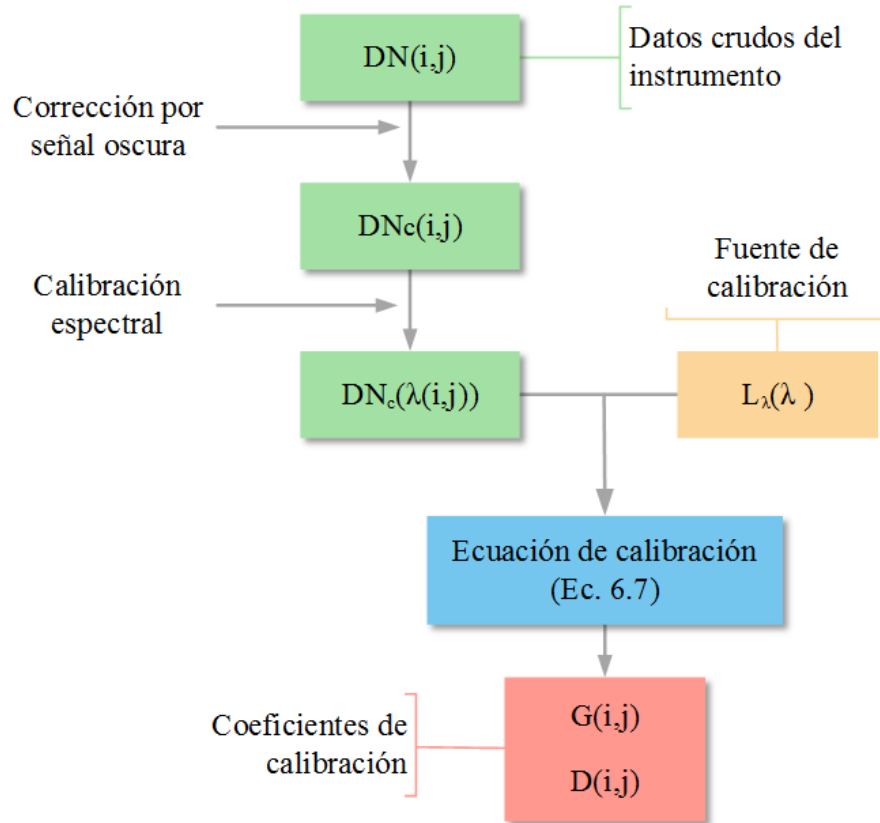 DN(i,j)
Datos crudos del
instrumento
Corrección por
señal oscura
DNc(i,j)
Calibración
espectral
Fuente de
calibración
DNc(λ(i,j))
Lλ(λ )
Ecuación de calibración
(Ec. 6.7)
Coeficientes de
calibración
G(i,j)
D(i,j)